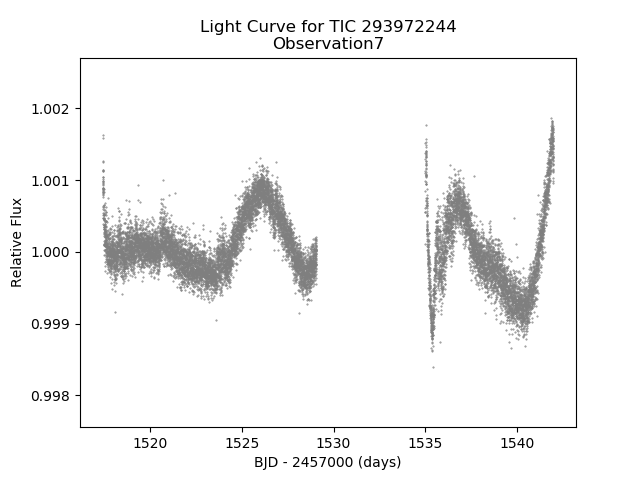 Light Curve for TIC 293972244
Observation7
1.002
1.001
1.000
0.999
0.998
Relative Flux
1520
1525
1530
1535
1540
BJD - 2457000 (days)